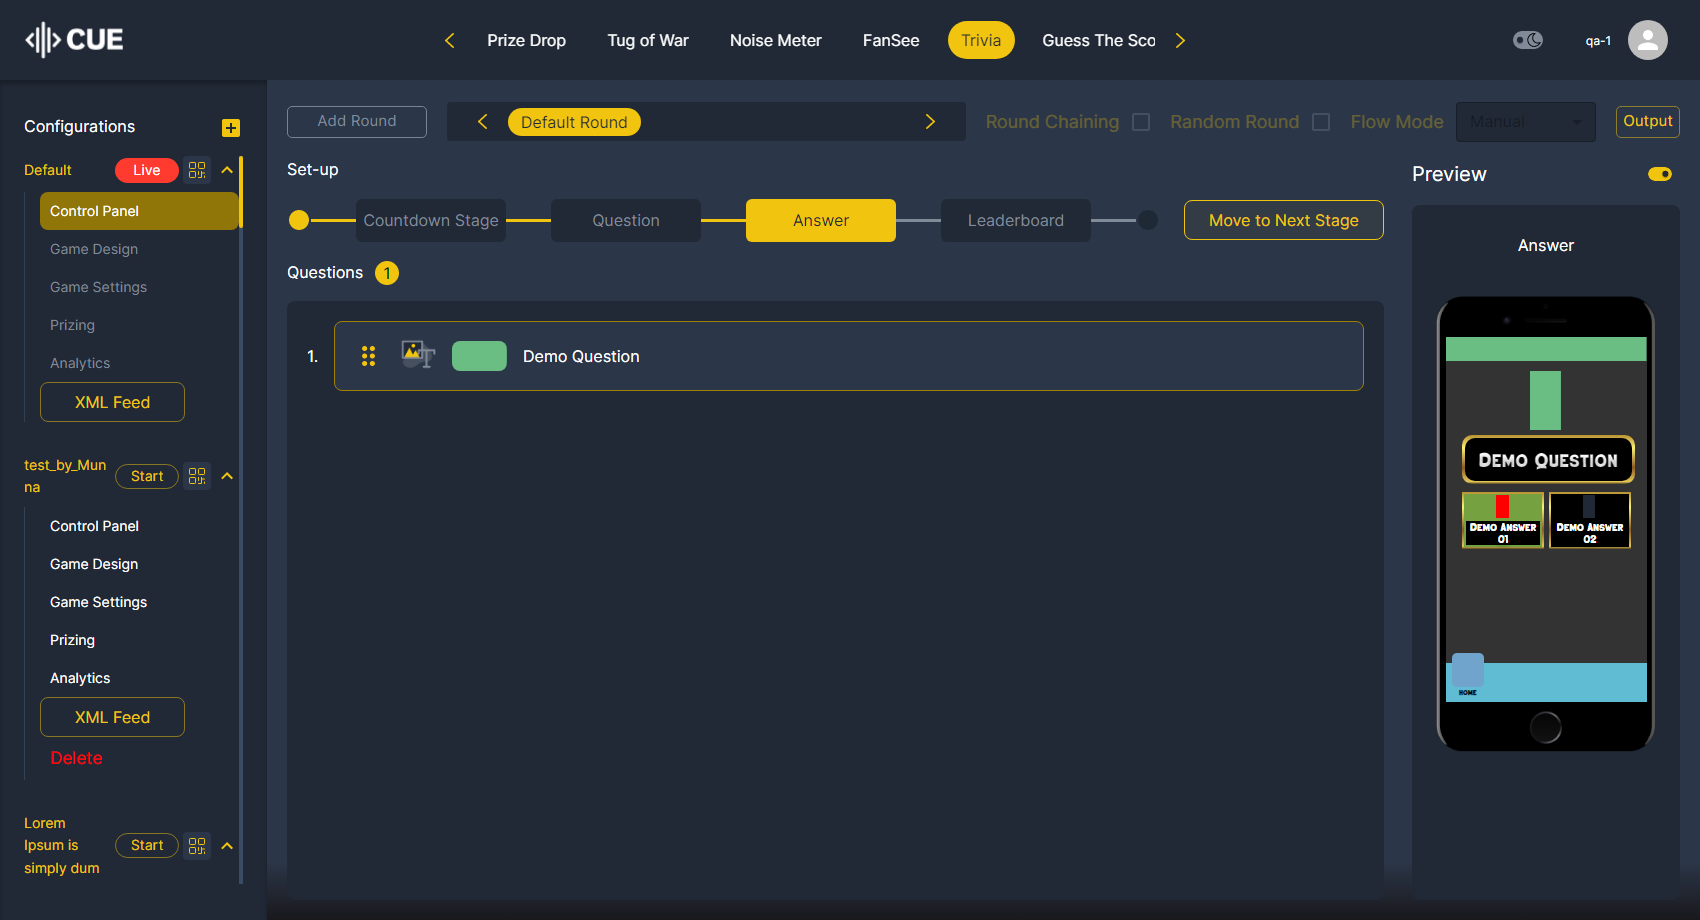 CUE
Prize Drop
Tug of War
Noise Meter
FanSee
Trivia
Guess The Sco
qa-1
Configurations
Default
Live
Control Panel
Game Design
Game Settings
Prizing
Analytics
XML Feed
test_by_Mun
na
Start
Control Panel
Game Design
Game Settings
Prizing
Analytics
XML Feed
Delete
Lorem
Ipsum is
simply dum
Start
Add Round
Default Round
Round Chaining
Random Round
Flow Mode
Manual
Output
Set-up
Countdown Stage
Question
Answer
Leaderboard
Move to Next Stage
Questions 1
1.
Demo Question
Preview
Answer
DEMO QUESTION
DEMO ANSWER
01
DEMO ANSWER
02
HOME